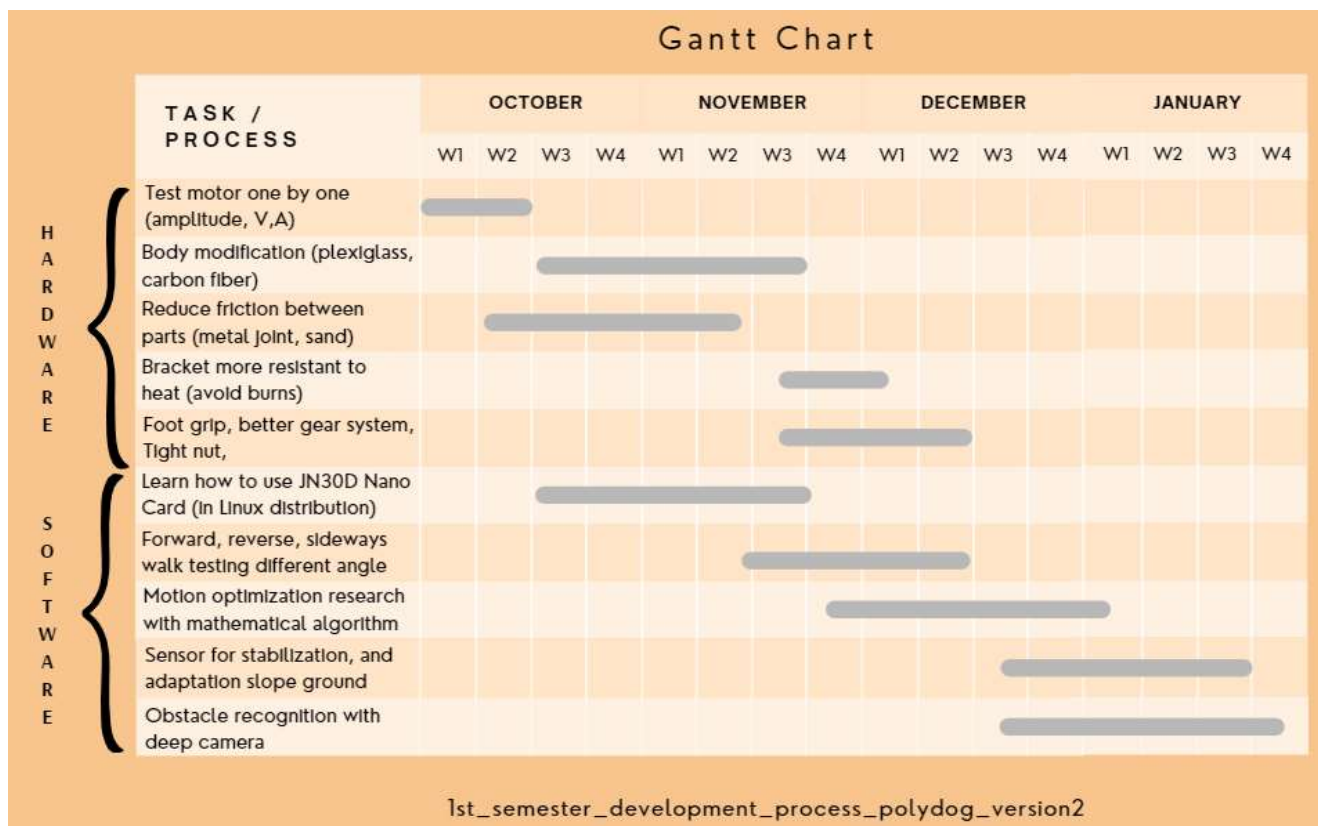 Gantt Chart
TASK /
PROCESS
OCTOBER NOVEMBER DECEMBER JANUARY
W1 W2 W3 W4 W1 W2 W3 W4 W1 W2 W3 W4 W1 W2 W3 W4
HARDWARE
Test motor one by one
(amplitude, V,A)
Body modification (plexiglass,
carbon fiber)
Reduce friction between
parts (metal joint, sand)
Bracket more resistant to
heat (avoid burns)
Foot grip, better gear system,
Tight nut,
SOFTWARE
Learn how to use JN30D Nano
Card (in Linux distribution)
Forward, reverse, sideways
walk testing different angle
Motion optimization research
with mathematical algorithm
Sensor for stabilization, and
adaptation slope ground
Obstacle recognition with
deep camera
1st_semester_development_process_polydog_version2